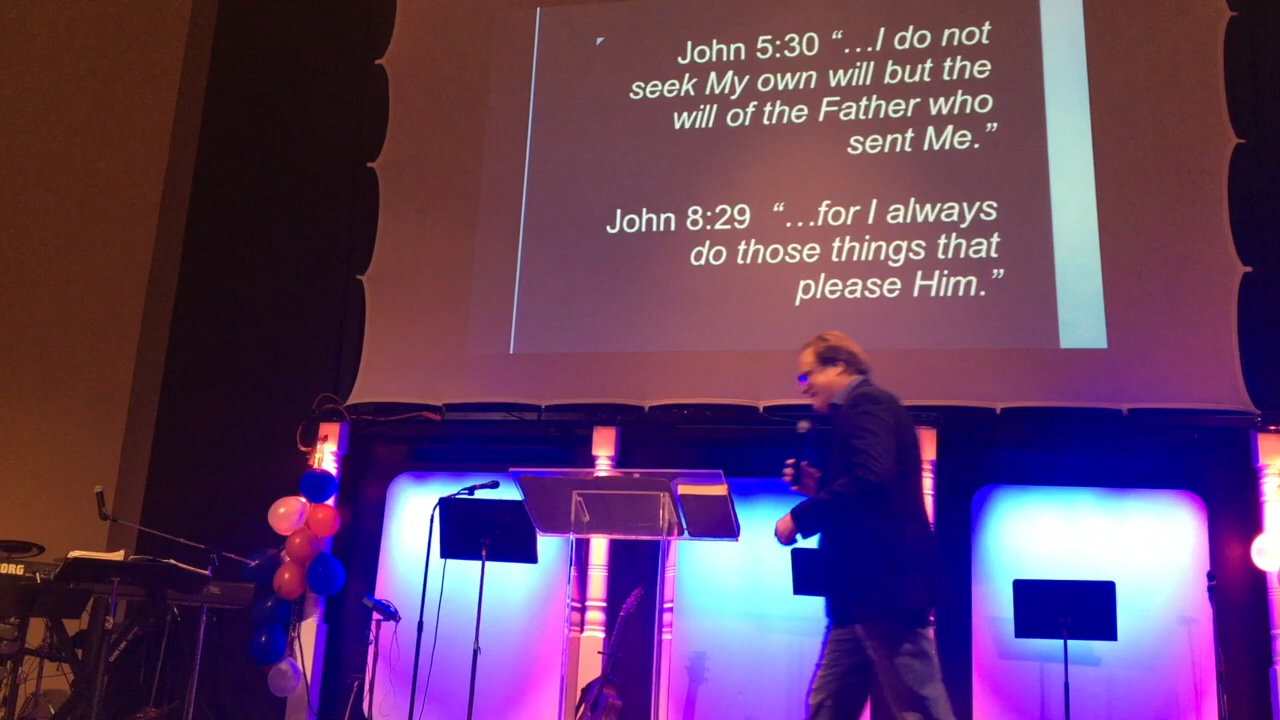 John 5:30 “…I do not
seek My own will but the
will of the Father who
sent Me.”
John 8:29 “…for I always
do those things that
please Him.”
ORG